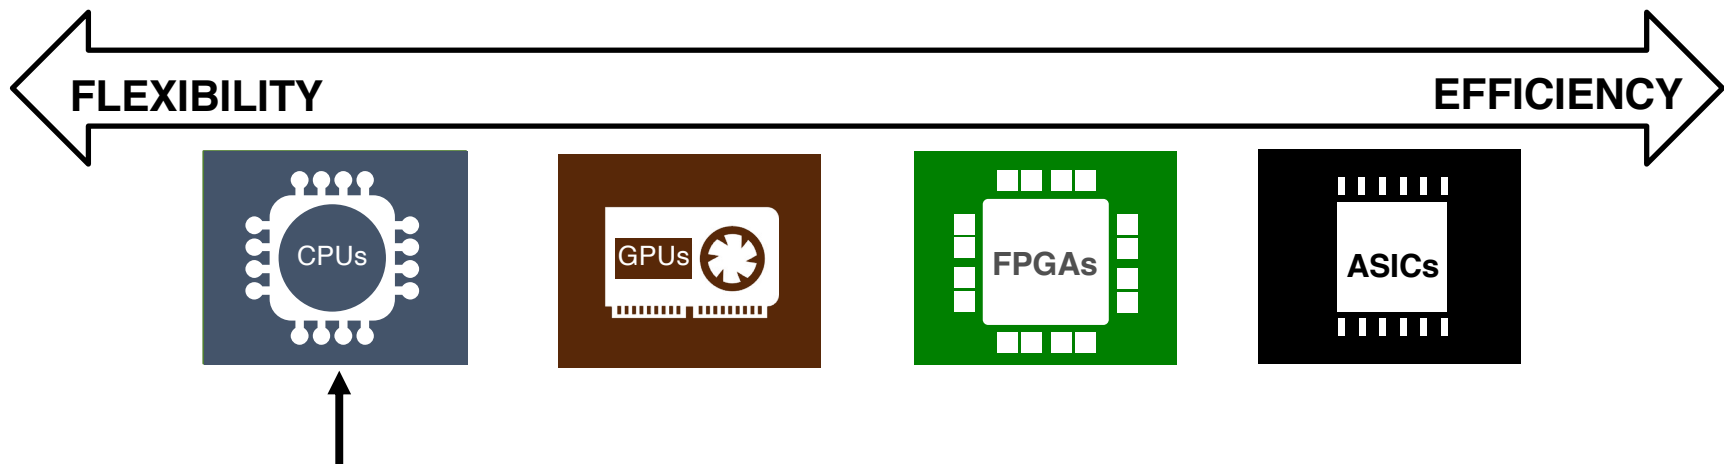 FLEXIBILITY
EFFICIENCY
CPUs
GPUs
FPGAs
ASICs